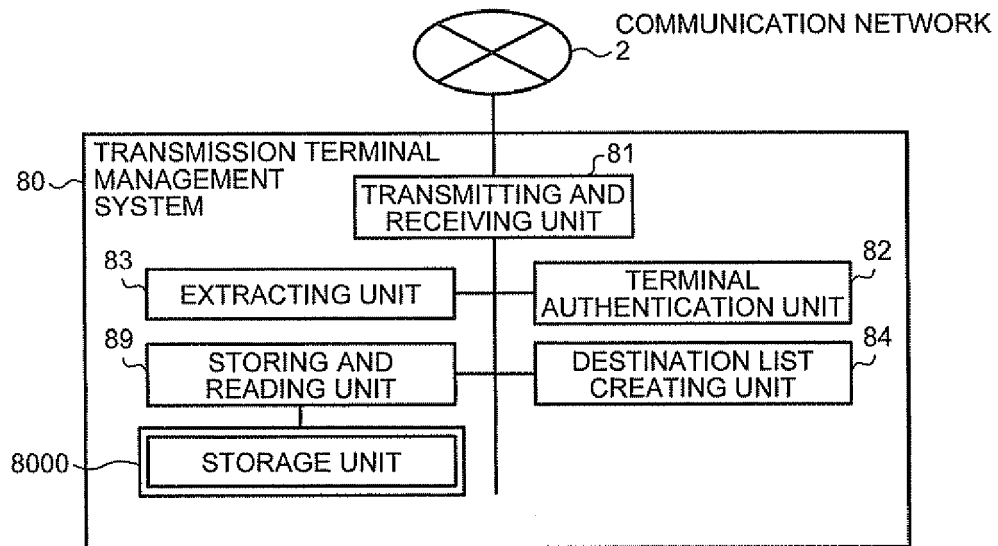 COMMUNICATION NETWORK
2
80
TRANSMISSION TERMINAL
MANAGEMENT
SYSTEM
81
TRANSMITTING AND
RECEIVING UNIT
83
EXTRACTING UNIT
82
TERMINAL
AUTHENTICATION UNIT
89
STORING AND
READING UNIT
84
DESTINATION LIST
CREATING UNIT
8000
STORAGE UNIT